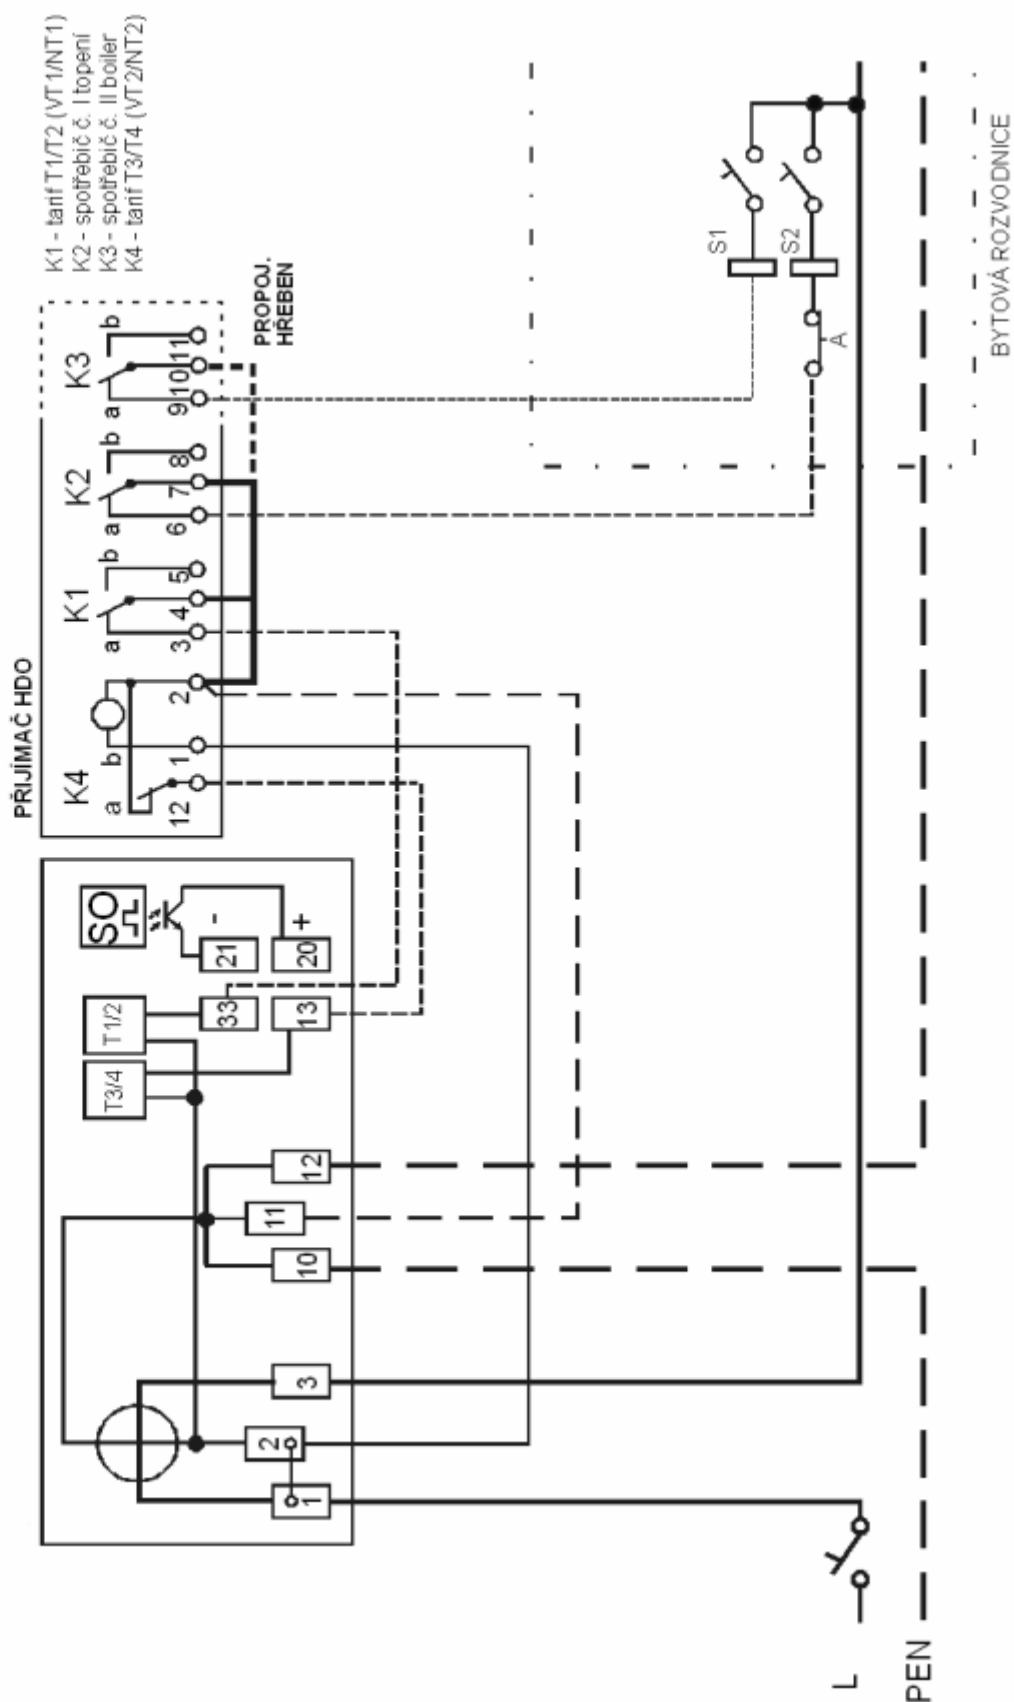 K1 - tarif T1/T2 (VT1/NT1)
K2 - spotřebič č. I topení
K3 - spotřebič č. II boiler
K4 - tarif T3/T4 (VT2/NT2)
PŘIJÍMAČ HDO
K4
K1
K2
K3
a
b
a
b
a
b
a
b
12
1
2
3
4
5
6
7
8
9
10
11
PROPOJ.
HŘEBEN
SO
T3/4
T1/2
21
-
20
+
33
13
1
2
3
10
11
12
S1
S2
A
BYTOVÁ ROZVODNICE
L
PEN